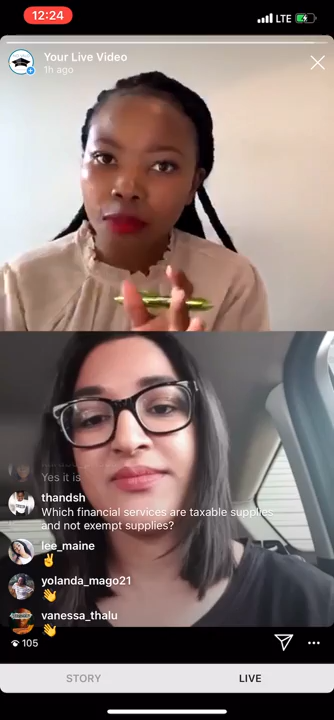 12:24
LTE
Your Live Video
1h ago
Yes it is
thandsh
Which financial services are taxable supplies
and not exempt supplies?
lee_maine
yolanda_mago21
vanessa_thalu
105
STORY
LIVE